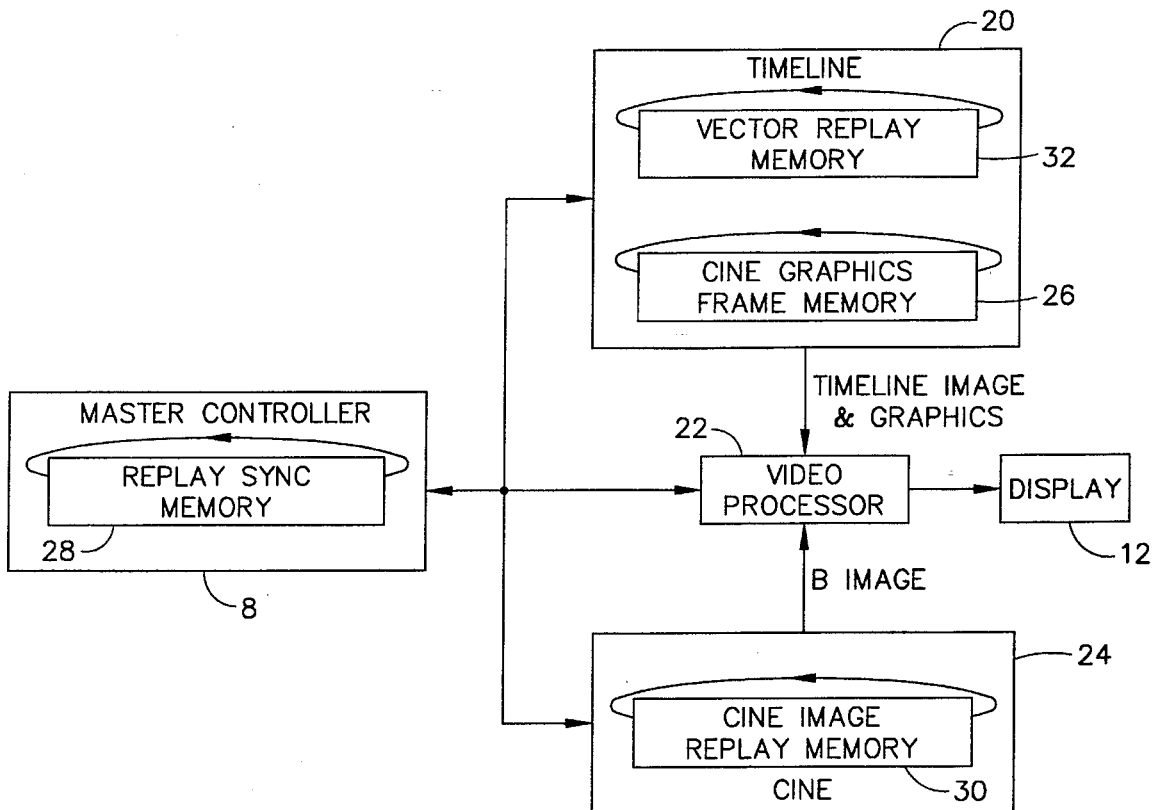 20
TIMELINE
VECTOR REPLAY
MEMORY
32
CINE GRAPHICS
FRAME MEMORY
26
TIMELINE IMAGE
& GRAPHICS
MASTER CONTROLLER
REPLAY SYNC
MEMORY
28
8
22
VIDEO
PROCESSOR
DISPLAY
12
B IMAGE
24
CINE IMAGE
REPLAY MEMORY
30
CINE